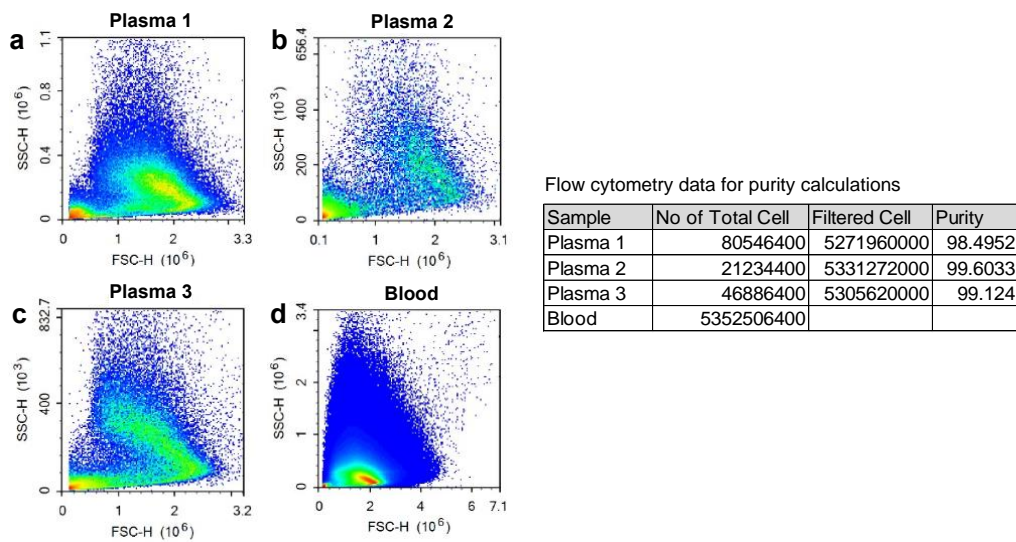 Plasma 1
a
1.1
0.8
0.4
0
SSC-H (10⁶)
0
1
2
3.3
FSC-H (10⁶)
Plasma 2
b
656.4
400
200
0
SSC-H (10³)
0.1
1
2
3.1
FSC-H (10⁶)
Plasma 3
c
832.7
400
0
SSC-H (10³)
0
1
2
3.2
FSC-H (10⁶)
Blood
d
3.4
2
1
0
SSC-H (10⁶)
0
2
4
6
7.1
FSC-H (10⁶)
Flow cytometry data for purity calculations
Sample No of Total Cell Filtered Cell Purity
Plasma 1 80546400 5271960000 98.4952
Plasma 2 21234400 5331272000 99.6033
Plasma 3 46886400 5305620000 99.124
Blood 5352506400